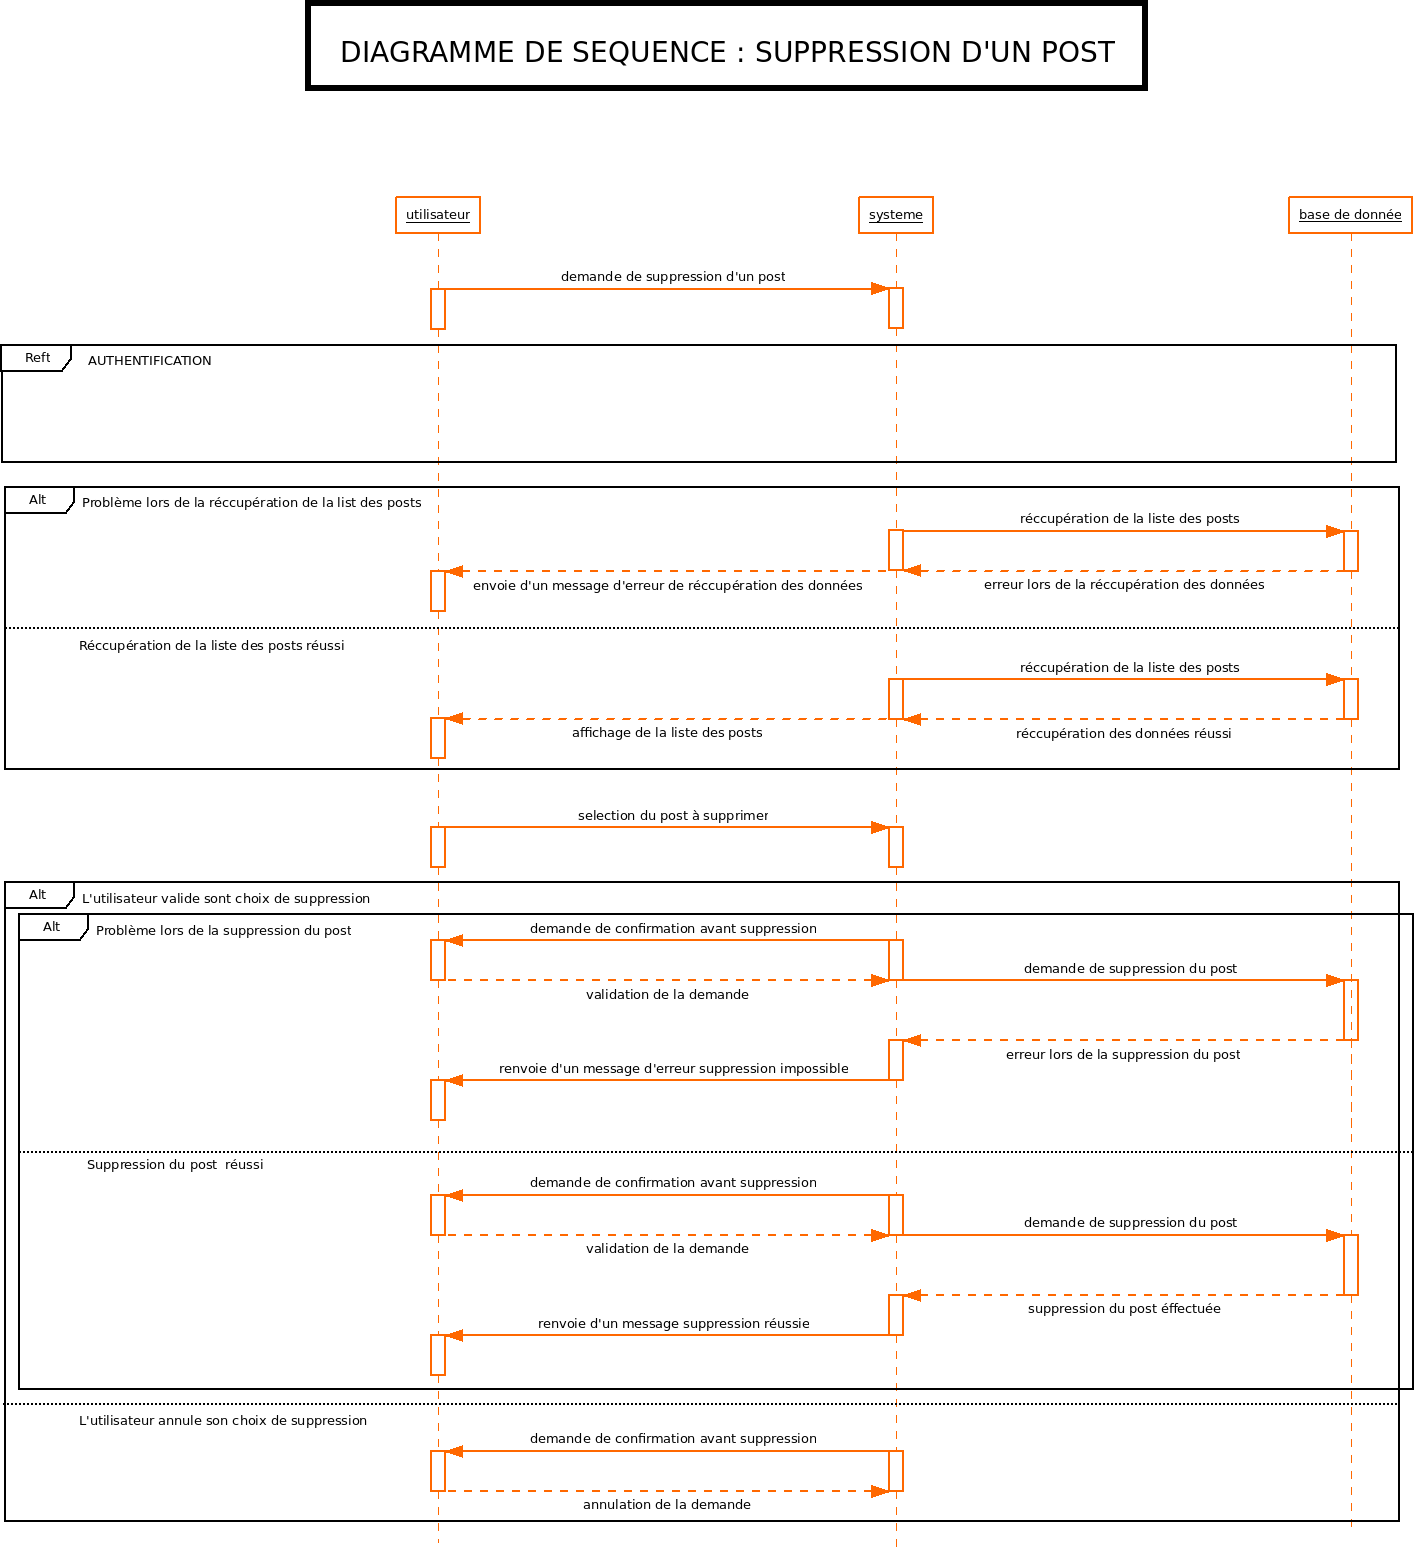 DIAGRAMME DE SEQUENCE : SUPPRESSION D'UN POST
utilisateur
systeme
base de donnée
demande de suppression d'un post
Reft
AUTHENTIFICATION
Alt
Problème lors de la réccupération de la list des posts
réccupération de la liste des posts
envoie d'un message d'erreur de réccupération des données
erreur lors de la réccupération des données
Réccupération de la liste des posts réussi
réccupération de la liste des posts
affichage de la liste des posts
réccupération des données réussi
selection du post à supprimer
Alt
L'utilisateur valide sont choix de suppression
Alt
Problème lors de la suppression du post
demande de confirmation avant suppression
demande de suppression du post
validation de la demande
erreur lors de la suppression du post
renvoie d'un message d'erreur suppression impossible
Suppression du post  réussi
demande de confirmation avant suppression
demande de suppression du post
validation de la demande
suppression du post éffectuée
renvoie d'un message suppression réussie
L'utilisateur annule son choix de suppression
demande de confirmation avant suppression
annulation de la demande